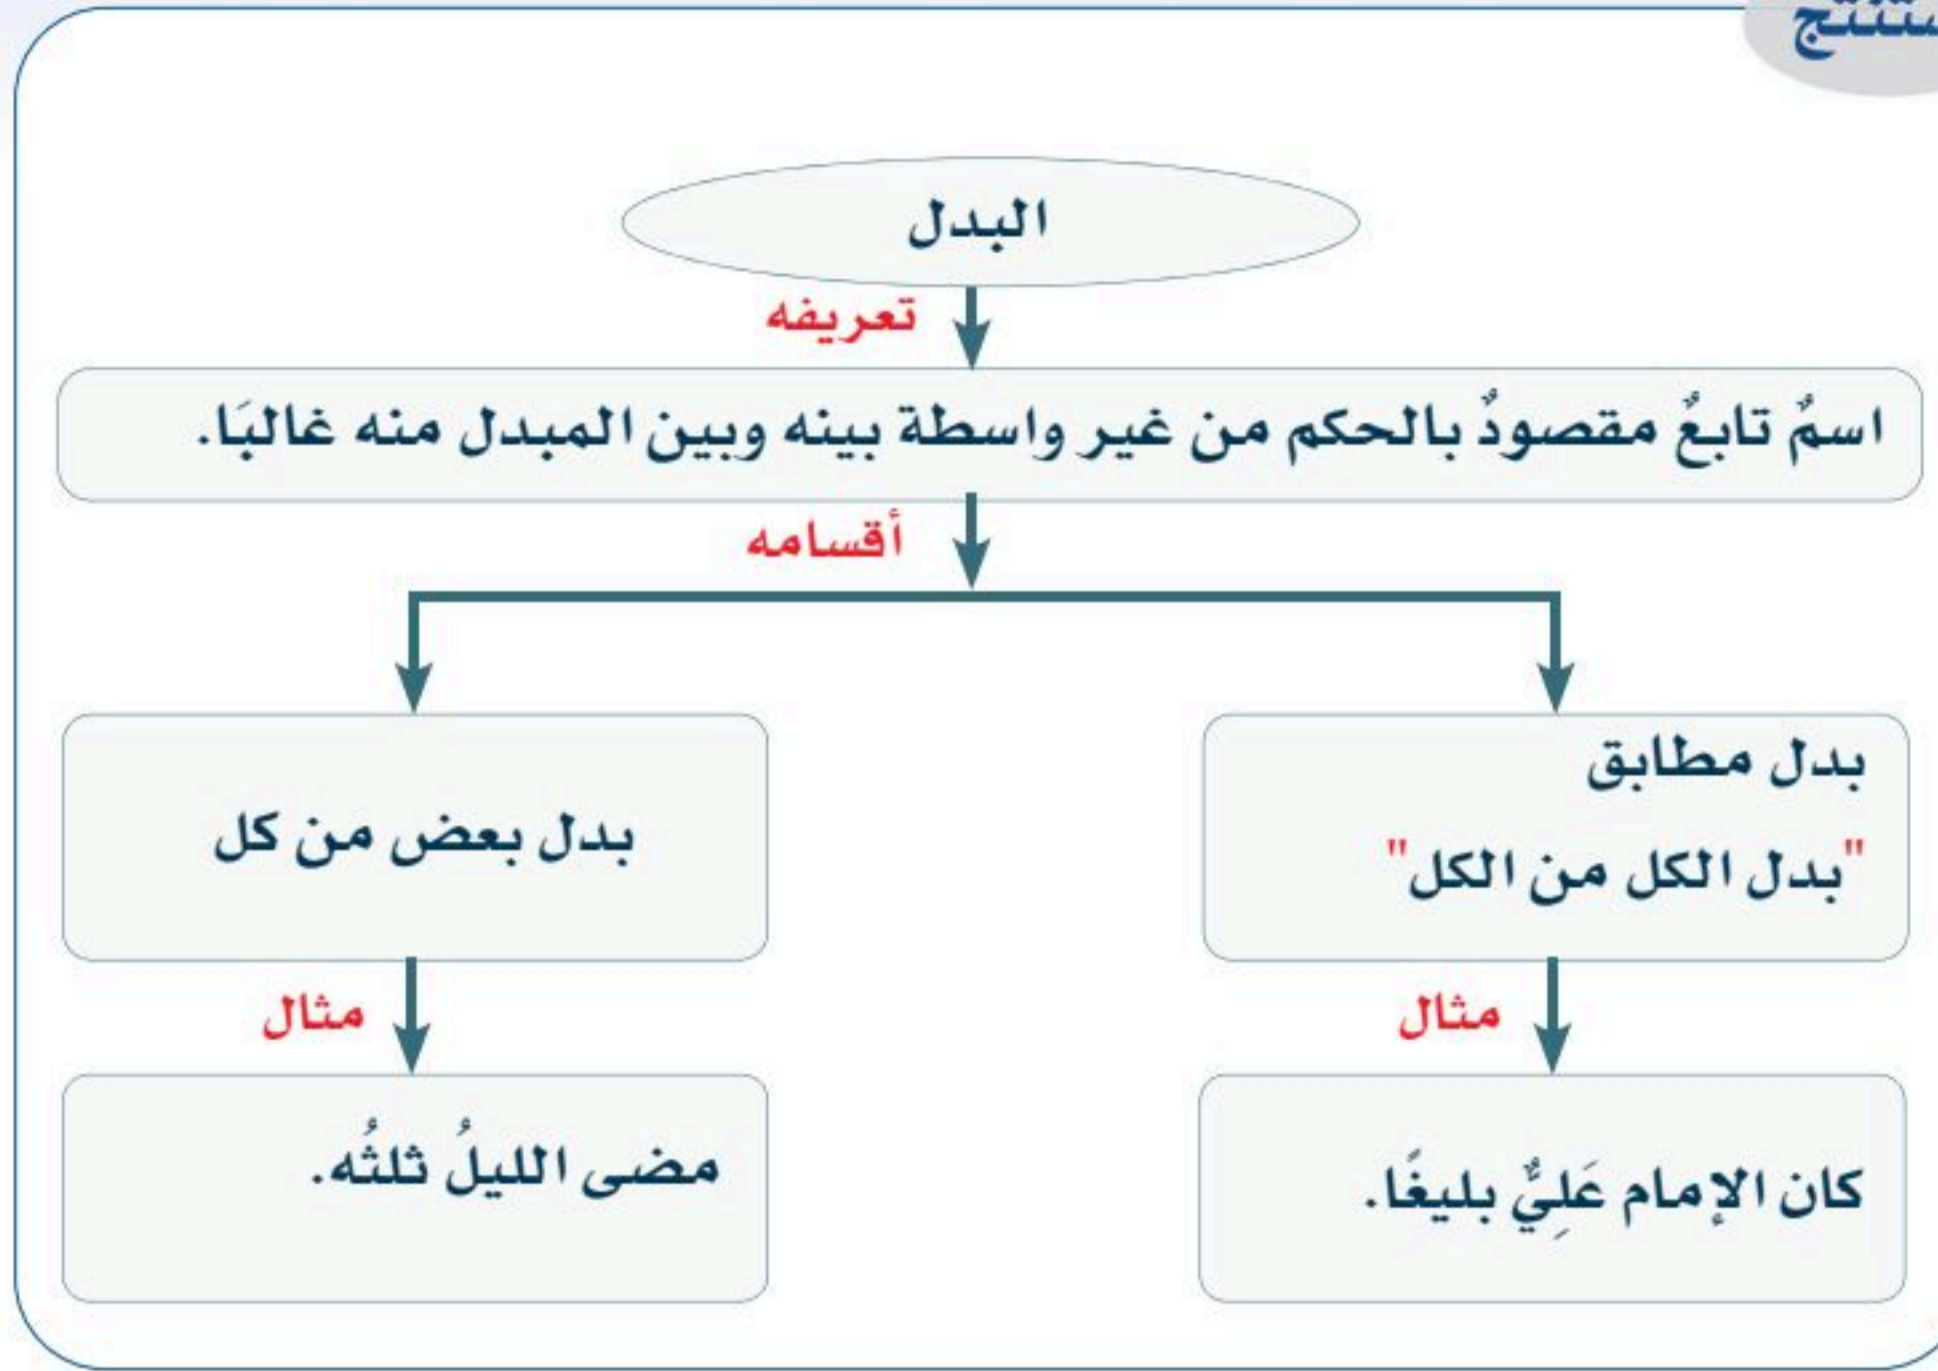 البدل
تعريفه
اسمٌ تابعٌ مقصودٌ بالحكم من غير واسطة بينه وبين المبدل منه غالبَا.
أقسامه
بدل مطابق
"بدل الكل من الكل"
بدل بعض من كل
مثال
مثال
كان الإمام عَلِيٌّ بليغًا.
مضى الليلُ ثلثُه.